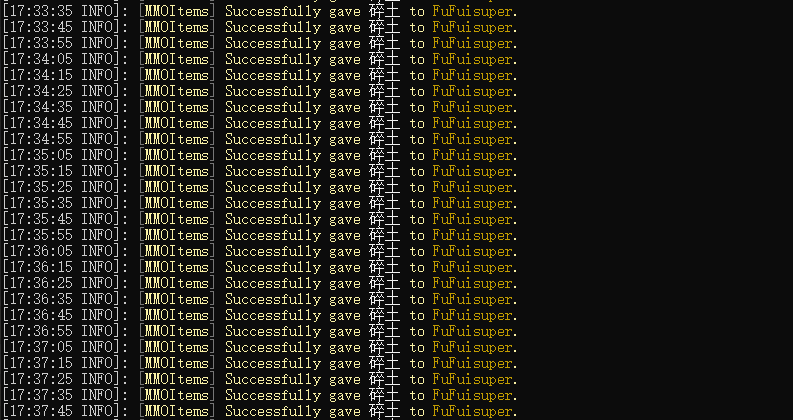 [17:33:35 INFO]: [MMOItems] Successfully gave 碎土 to FuFuisuper.
[17:33:45 INFO]: [MMOItems] Successfully gave 碎土 to FuFuisuper.
[17:33:55 INFO]: [MMOItems] Successfully gave 碎土 to FuFuisuper.
[17:34:05 INFO]: [MMOItems] Successfully gave 碎土 to FuFuisuper.
[17:34:15 INFO]: [MMOItems] Successfully gave 碎土 to FuFuisuper.
[17:34:25 INFO]: [MMOItems] Successfully gave 碎土 to FuFuisuper.
[17:34:35 INFO]: [MMOItems] Successfully gave 碎土 to FuFuisuper.
[17:34:45 INFO]: [MMOItems] Successfully gave 碎土 to FuFuisuper.
[17:34:55 INFO]: [MMOItems] Successfully gave 碎土 to FuFuisuper.
[17:35:05 INFO]: [MMOItems] Successfully gave 碎土 to FuFuisuper.
[17:35:15 INFO]: [MMOItems] Successfully gave 碎土 to FuFuisuper.
[17:35:25 INFO]: [MMOItems] Successfully gave 碎土 to FuFuisuper.
[17:35:35 INFO]: [MMOItems] Successfully gave 碎土 to FuFuisuper.
[17:35:45 INFO]: [MMOItems] Successfully gave 碎土 to FuFuisuper.
[17:35:55 INFO]: [MMOItems] Successfully gave 碎土 to FuFuisuper.
[17:36:05 INFO]: [MMOItems] Successfully gave 碎土 to FuFuisuper.
[17:36:15 INFO]: [MMOItems] Successfully gave 碎土 to FuFuisuper.
[17:36:25 INFO]: [MMOItems] Successfully gave 碎土 to FuFuisuper.
[17:36:35 INFO]: [MMOItems] Successfully gave 碎土 to FuFuisuper.
[17:36:45 INFO]: [MMOItems] Successfully gave 碎土 to FuFuisuper.
[17:36:55 INFO]: [MMOItems] Successfully gave 碎土 to FuFuisuper.
[17:37:05 INFO]: [MMOItems] Successfully gave 碎土 to FuFuisuper.
[17:37:15 INFO]: [MMOItems] Successfully gave 碎土 to FuFuisuper.
[17:37:25 INFO]: [MMOItems] Successfully gave 碎土 to FuFuisuper.
[17:37:35 INFO]: [MMOItems] Successfully gave 碎土 to FuFuisuper.
[17:37:45 INFO]: [MMOItems] Successfully gave 碎土 to FuFuisuper.